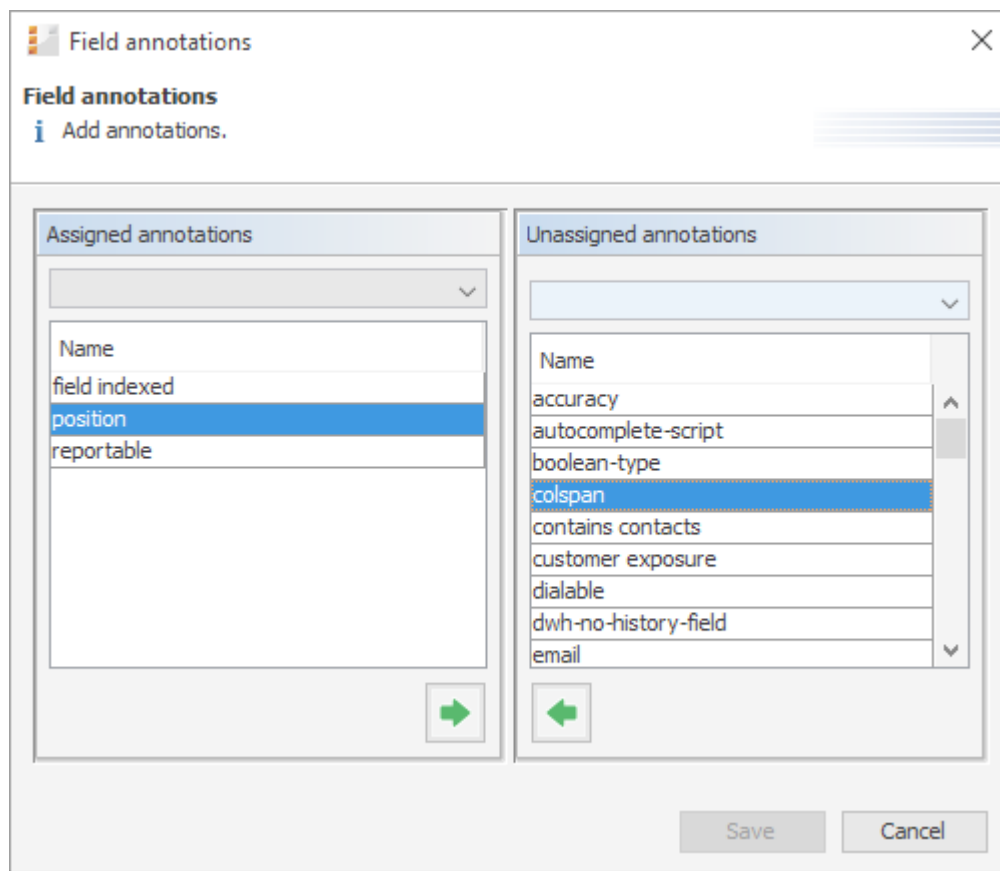 Field annotations
Field annotations
i Add annotations.
Assigned annotations
Name
field indexed
position
reportable
Unassigned annotations
Name
accuracy
autocomplete-script
boolean-type
colspan
contains contacts
customer exposure
dialable
dwh-no-history-field
email
Save
Cancel